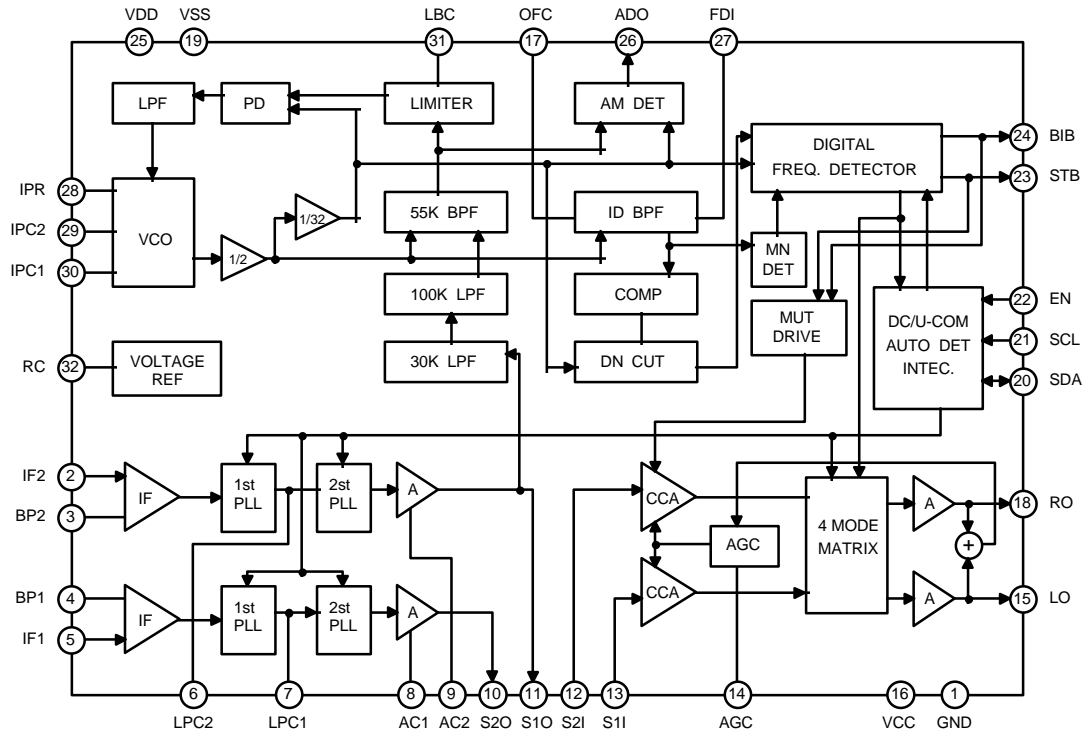 VDD VSS LBC OFC ADO FDI
25 19 31 17 26 27
LPF PD LIMITER AM DET
DIGITAL
FREQ. DETECTOR
24 BIB
23 STB
IPR 28
IPC2 29
IPC1 30
VCO
1/2
1/32
55K BPF
ID BPF
MN
DET
100K LPF
COMP
MUT
DRIVE
DC/U-COM
AUTO DET
INTEC.
22 EN
21 SCL
20 SDA
RC 32
VOLTAGE
REF
30K LPF
DN CUT
IF2 2
BP2 3
IF
1st
PLL
2st
PLL
A
CCA
AGC
4 MODE
MATRIX
A
18 RO
+
BP1 4
IF1 5
IF
1st
PLL
2st
PLL
A
CCA
A
15 LO
6 7 8 9 10 11 12 13 14 16 1
LPC2 LPC1 AC1 AC2 S2O S1O S2I S1I AGC VCC GND